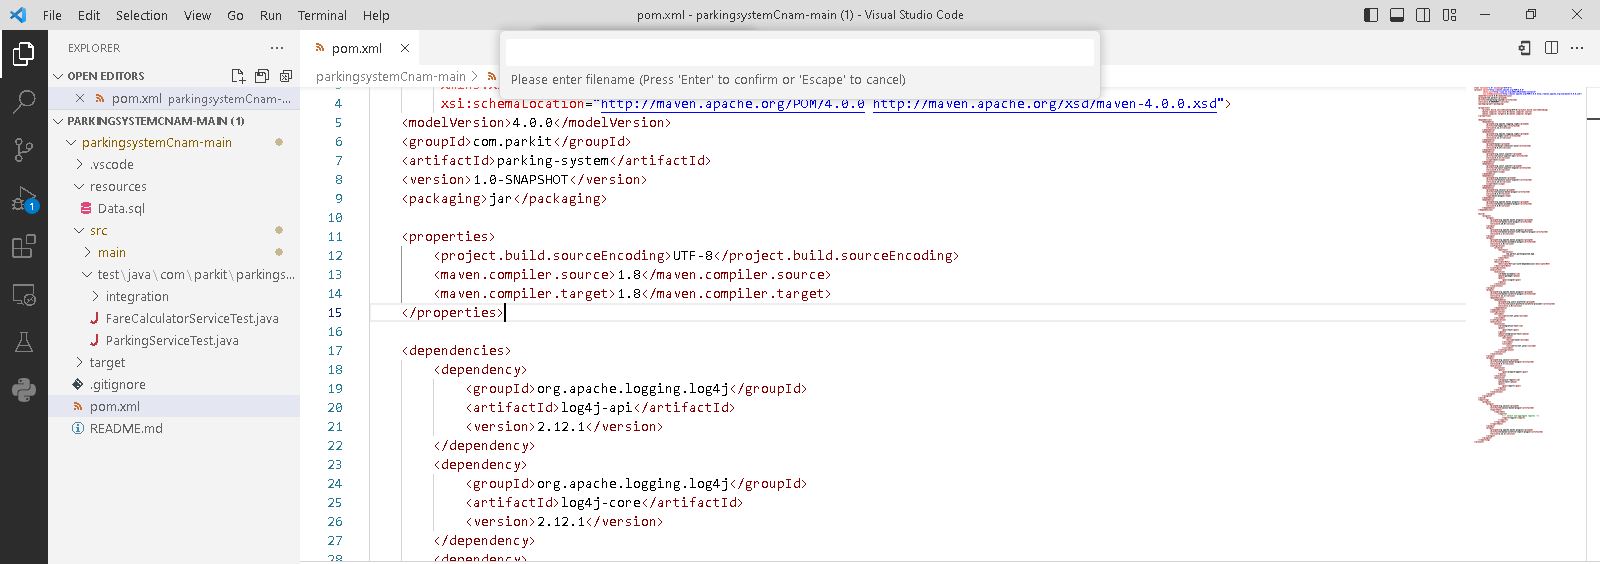 File Edit Selection View Go Run Terminal Help pom.xml - parkingsystemCnam-main (1) - Visual Studio Code
EXPLORER
pom.xml
OPEN EDITORS
Please enter filename (Press 'Enter' to confirm or 'Escape' to cancel)
pom.xml parkingsystemCnam-...
parkingsystemCnam-main
PARKINGSYSTEMCNAM-MAIN (1)
parkingsystemCnam-main
.vscode
resources
Data.sql
src
main
test\java\com\parkit\parkings...
integration
FareCalculatorServiceTest.java
ParkingServiceTest.java
target
.gitignore
pom.xml
README.md
1
4 xsi:schemaLocation="http://maven.apache.org/POM/4.0.0 http://maven.apache.org/xsd/maven-4.0.0.xsd">
5 <modelVersion>4.0.0</modelVersion>
6 <groupId>com.parkit</groupId>
7 <artifactId>parking-system</artifactId>
8 <version>1.0-SNAPSHOT</version>
9 <packaging>jar</packaging>
10
11 <properties>
12 <project.build.sourceEncoding>UTF-8</project.build.sourceEncoding>
13 <maven.compiler.source>1.8</maven.compiler.source>
14 <maven.compiler.target>1.8</maven.compiler.target>
15 </properties>
16
17 <dependencies>
18 <dependency>
19 <groupId>org.apache.logging.log4j</groupId>
20 <artifactId>log4j-api</artifactId>
21 <version>2.12.1</version>
22 </dependency>
23 <dependency>
24 <groupId>org.apache.logging.log4j</groupId>
25 <artifactId>log4j-core</artifactId>
26 <version>2.12.1</version>
27 </dependency>
28 <dependency>